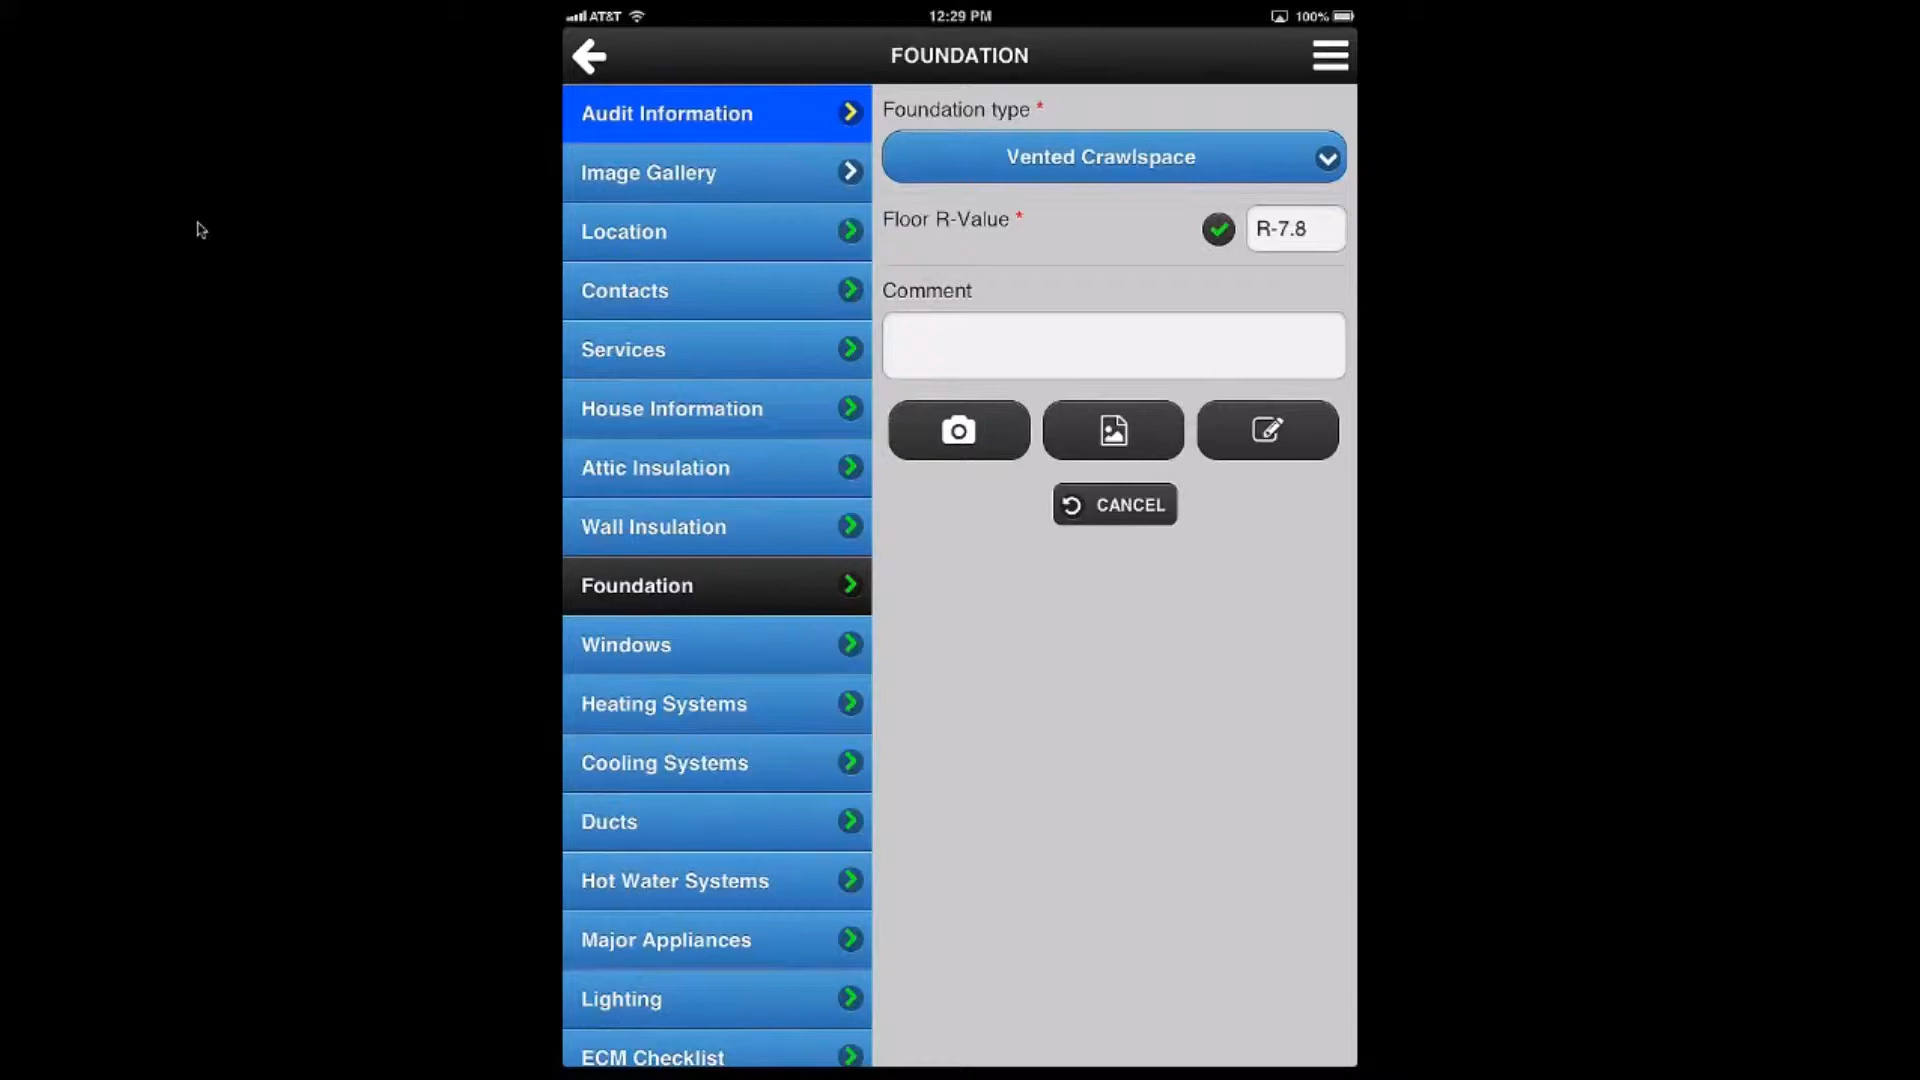 AT&T
12:29 PM
100%
FOUNDATION
Audit Information
Image Gallery
Location
Contacts
Services
House Information
Attic Insulation
Wall Insulation
Foundation
Windows
Heating Systems
Cooling Systems
Ducts
Hot Water Systems
Major Appliances
Lighting
ECM Checklist
Foundation type *
Vented Crawlspace
Floor R-Value *
R-7.8
Comment
CANCEL